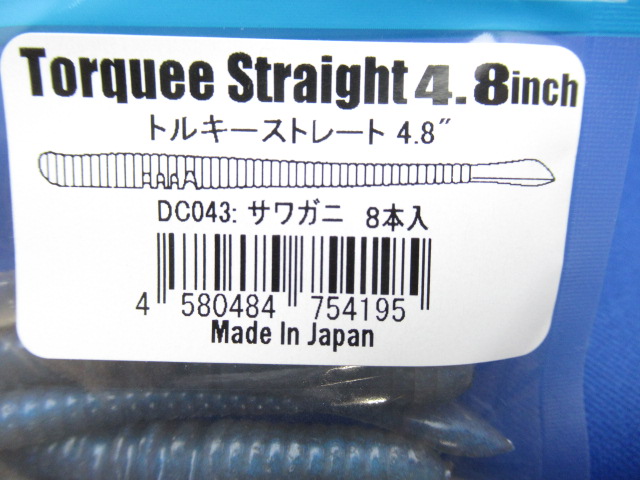 Torquee Straight 4.8inch
トルキーストレート 4.8″
DC043: サワガニ 8本入
4 580484 754195
Made In Japan